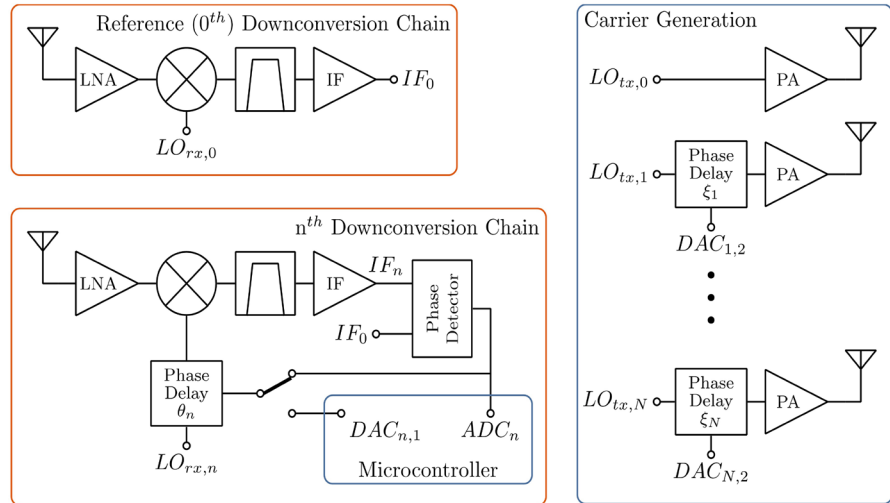 Reference (0th) Downconversion Chain
LNA
IF
IF0
LOrx,0
nth Downconversion Chain
LNA
IF
IFn
Phase
Detector
IF0
Phase
Delay
θn
LOrx,n
DACn,1
ADCn
Microcontroller
Carrier Generation
LOtx,0
PA
LOtx,1
Phase
Delay
ξ1
PA
DAC1,2
LOtx,N
Phase
Delay
ξN
PA
DACN,2